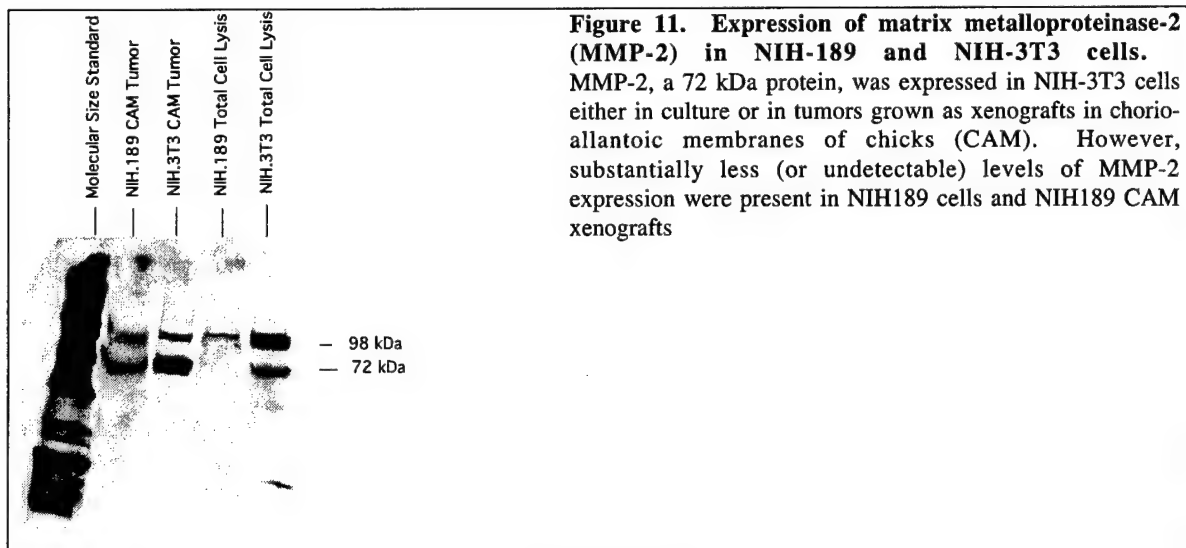 Molecular Size Standard
NIH.189 CAM Tumor
NIH.3T3 CAM Tumor
NIH.189 Total Cell Lysis
NIH.3T3 Total Cell Lysis
– 98 kDa
— 72 kDa
Figure 11. Expression of matrix metalloproteinase-2
(MMP-2) in NIH-189 and NIH-3T3 cells.
MMP-2, a 72 kDa protein, was expressed in NIH-3T3 cells
either in culture or in tumors grown as xenografts in chorio-
allantoic membranes of chicks (CAM). However,
substantially less (or undetectable) levels of MMP-2
expression were present in NIH189 cells and NIH189 CAM
xenografts